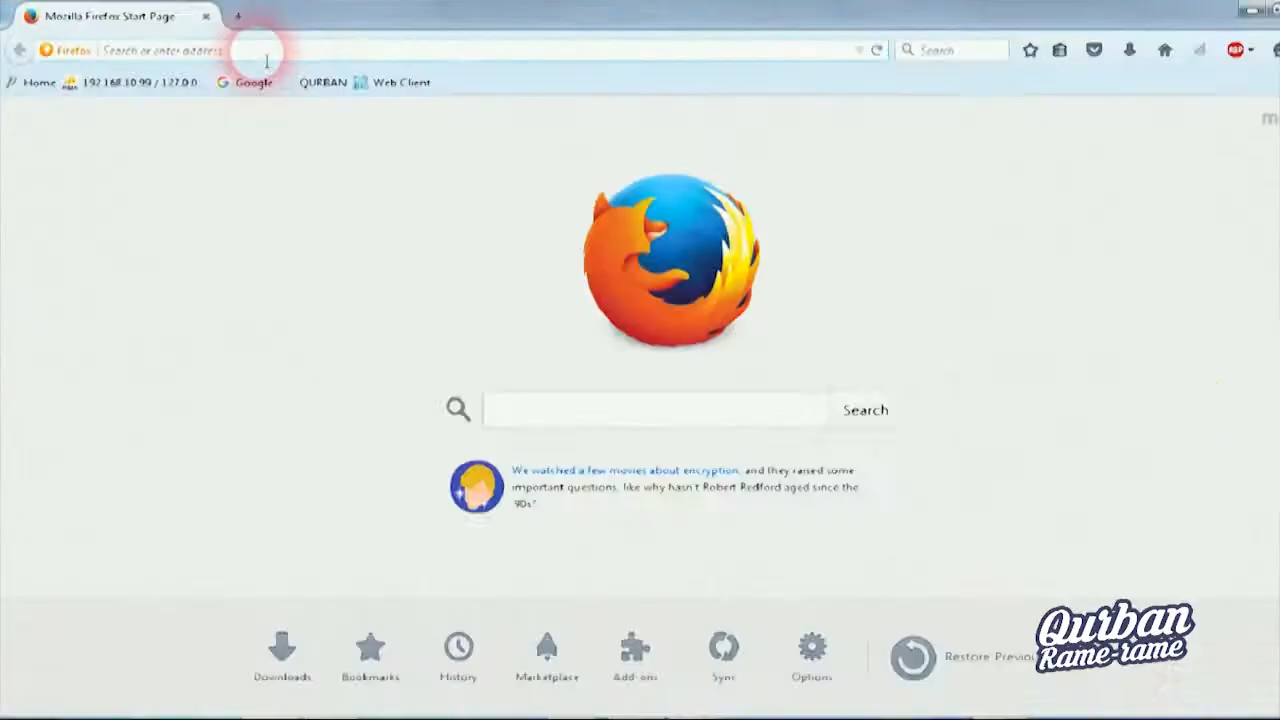 Mozilla Firefox Start Page
Firefox Search or enter address
Search
Home 192.168.10.99 / 127.0.0 Google QURBAN Web Client
We watched a few movies about encryption, and they raised some
important questions, like why hasn't Robert Redford aged since the
'90s?
Search
Downloads Bookmarks History Marketplace Add-ons Sync Options Restore Previou
Qurban
Rame-rame